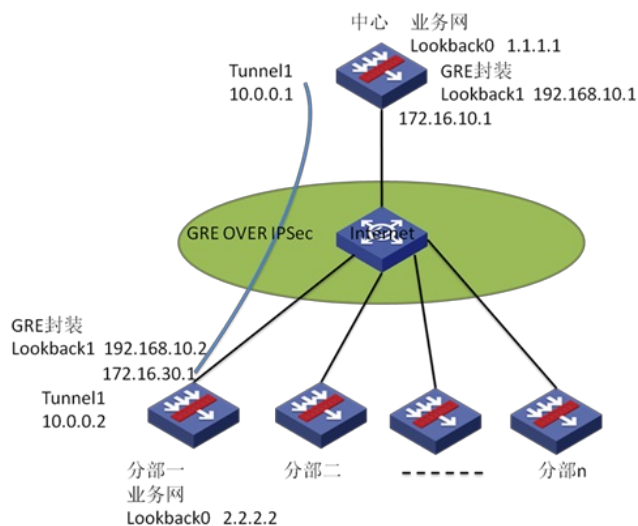 中心 业务网
Lookback0 1.1.1.1
Tunnel1
10.0.0.1
GRE封装
Lookback1 192.168.10.1
172.16.10.1
GRE OVER IPSec
Internet
GRE封装
Lookback1 192.168.10.2
172.16.30.1
Tunnel1
10.0.0.2
分部一
业务网
Lookback0 2.2.2.2
分部二
------
分部n